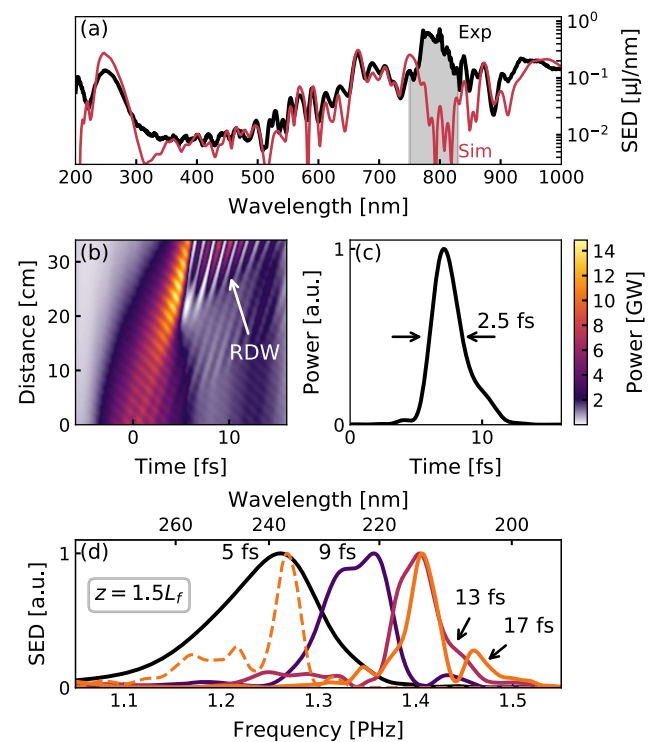 (a)
Exp
Sim
10^0
10^-1
10^-2
SED [μJ/nm]
200 300 400 500 600 700 800 900 1000
Wavelength [nm]
(b)
RDW
30
20
10
0
Distance [cm]
0 10
Time [fs]
(c)
2.5 fs
1
0
Power [a.u.]
0 10
Time [fs]
14
12
10
8
6
4
2
Power [GW]
Wavelength [nm]
260 240 220 200
(d)
5 fs 9 fs
z = 1.5L_f
13 fs
17 fs
1
0
SED [a.u.]
1.1 1.2 1.3 1.4 1.5
Frequency [PHz]